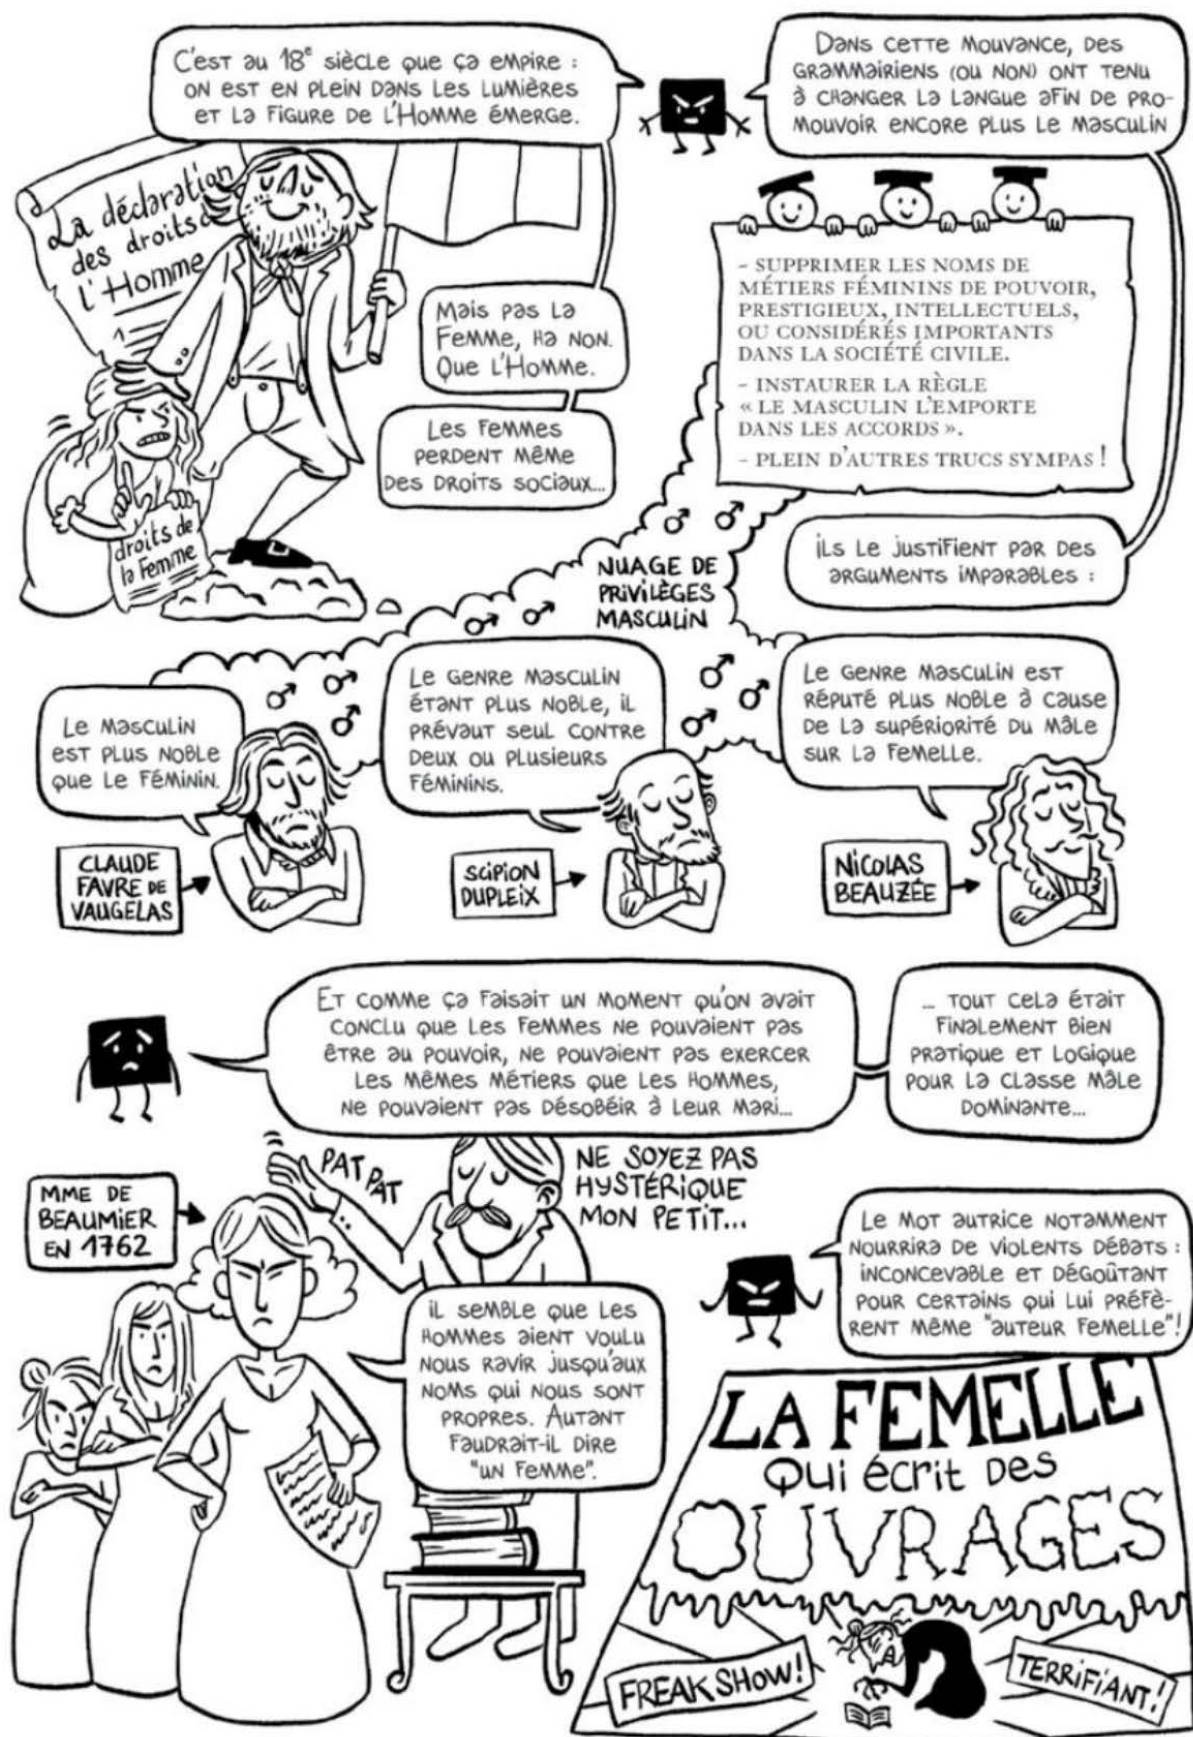 C'est au 18e siècle que ça empire :
on est en plein dans les Lumières
et la figure de l'Homme émerge.
Dans cette mouvance, des
grammairiens (ou non) ont tenu
à changer la langue afin de pro-
mouvoir encore plus le masculin
La déclaration
des droits de
l'Homme
Mais pas la
Femme, ha non.
Que l'Homme.
Les femmes
perdent même
des droits sociaux...
droits de
la Femme
- SUPPRIMER LES NOMS DE
MÉTIERS FÉMININS DE POUVOIR,
PRESTIGIEUX, INTELLECTUELS,
OU CONSIDÉRÉS IMPORTANTS
DANS LA SOCIÉTÉ CIVILE.
- INSTAURER LA RÈGLE
« LE MASCULIN L'EMPORTE
DANS LES ACCORDS ».
- PLEIN D'AUTRES TRUCS SYMPAS !
Ils le justifient par des
arguments imparables :
NUAGE DE
PRIVILÈGES
MASCULIN
Le masculin
est plus noble
que le féminin.
CLAUDE
FAVRE DE
VAUGELAS
Le genre masculin
étant plus noble, il
prévaut seul contre
deux ou plusieurs
féminins.
SCIPION
DUPLEIX
Le genre masculin est
réputé plus noble à cause
de la supériorité du mâle
sur la femelle.
NICOLAS
BEAUZÉE
Et comme ça faisait un moment qu'on avait
conclu que les femmes ne pouvaient pas
être au pouvoir, ne pouvaient pas exercer
les mêmes métiers que les hommes,
ne pouvaient pas désobéir à leur mari...
... tout cela était
finalement bien
pratique et logique
pour la classe mâle
dominante...
MME DE
BEAUMIER
EN 1762
PAT
PAT
NE SOYEZ PAS
HYSTÉRIQUE
MON PETIT...
Il semble que les
hommes aient voulu
nous ravir jusqu'aux
noms qui nous sont
propres. Autant
faudrait-il dire
"un femme".
Le mot autrice notamment
nourrira de violents débats :
inconcevable et dégoûtant
pour certains qui lui préfè-
rent même "auteur femelle"!
LA FEMELLE
Qui écrit des
OUVRAGES
FREAK SHOW!
TERRIFIANT!